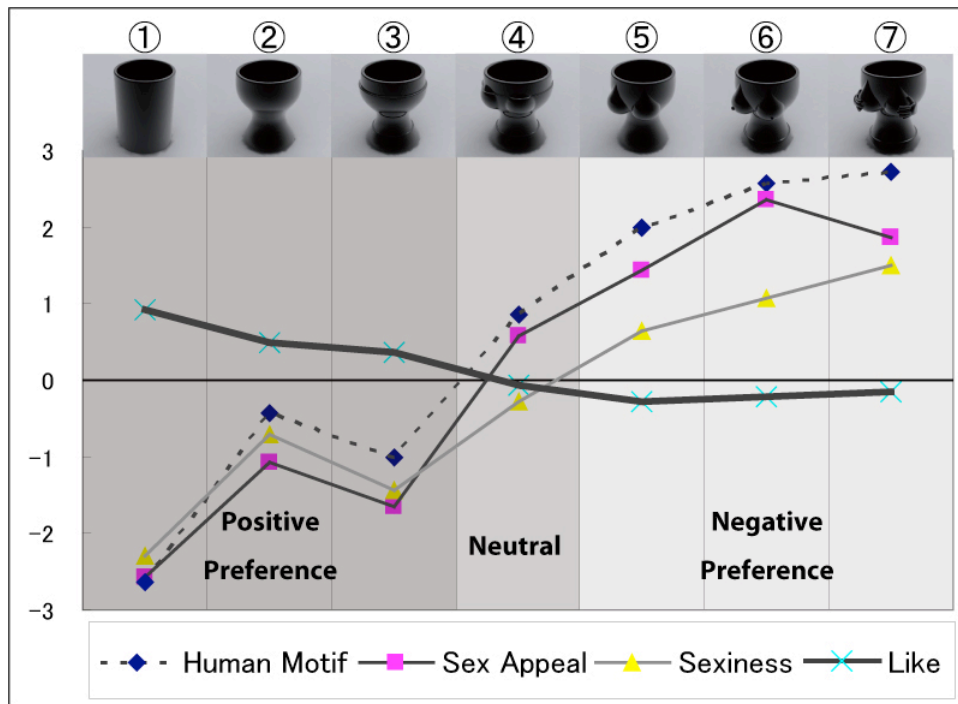 ① ② ③ ④ ⑤ ⑥ ⑦
3
2
1
0
-1
-2
-3
Positive
Preference
Neutral
Negative
Preference
Human Motif Sex Appeal Sexiness Like